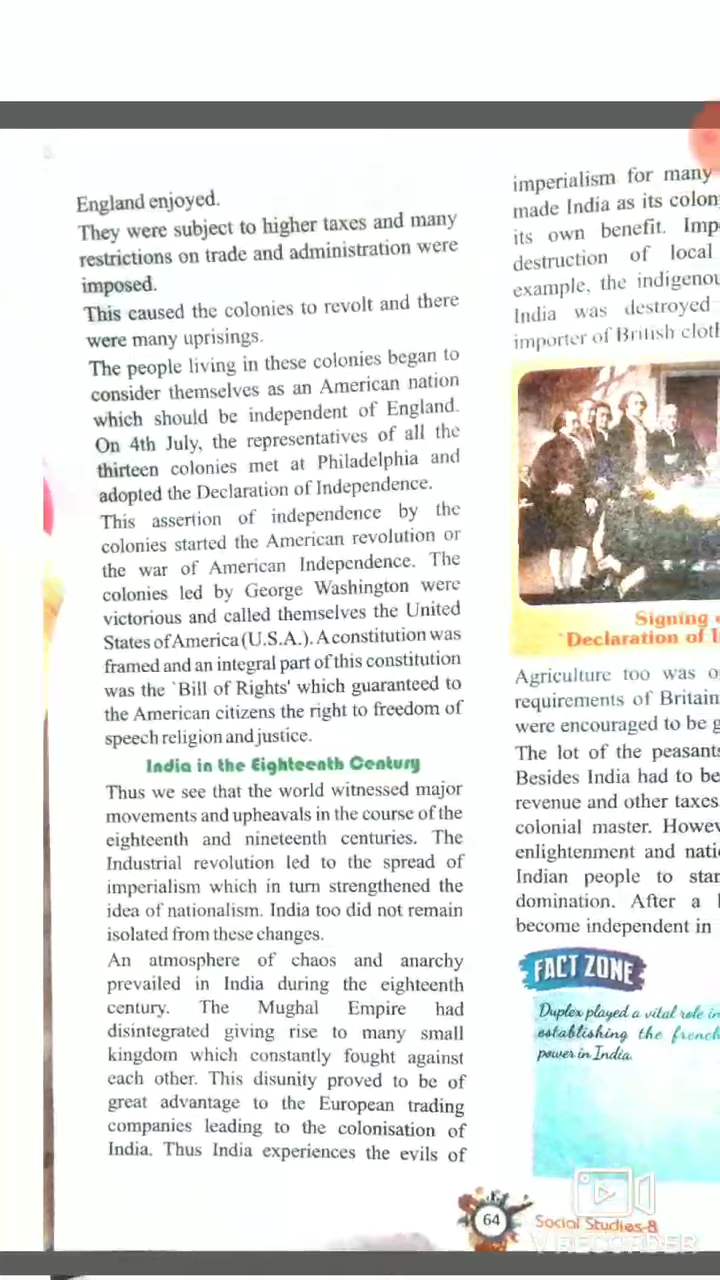 England enjoyed.
They were subject to higher taxes and many
restrictions on trade and administration were
imposed.
This caused the colonies to revolt and there
were many uprisings.
The people living in these colonies began to
consider themselves as an American nation
which should be independent of England.
On 4th July, the representatives of all the
thirteen colonies met at Philadelphia and
adopted the Declaration of Independence.
This assertion of independence by the
colonies started the American revolution or
the war of American Indepcndence. The
colonies led by George Washington were
victorious and called themselves the United
States of America (U.S.A.). A constitution was
framed and an integral part of this constitution
was the `Bill of Rights' which guaranteed to
the American citizens the right to freedom of
speech religion and justice.
India in the Eighteenth Century
Thus we see that the world witnessed major
movements and upheavals in the course of the
eighteenth and nineteenth centuries. The
Industrial revolution led to the spread of
imperialism which in turn strengthened the
idea of nationalism. India too did not remain
isolated from these changes.
An atmosphere of chaos and anarchy
prevailed in India during the eighteenth
century. The Mughal Empire had
disintegrated giving rise to many small
kingdom which constantly fought against
each other. This disunity proved to be of
great advantage to the European trading
companies leading to the colonisation of
India. Thus India experiences the evils of
imperialism for many
made India as its colon
its own benefit. Imp
destruction of local
example, the indigenou
India was destroyed
importer of British cloth
Signing
`Declaration of I
Agriculture too was o
requirements of Britain
were encouraged to be g
The lot of the peasants
Besides India had to be
revenue and other taxes
colonial master. Howev
enlightenment and nati
Indian people to star
domination. After a
become independent in
FACT ZONE
Duplex played a vital role in
establishing the french
power in India.
64
Social Studies-8
RECORDER